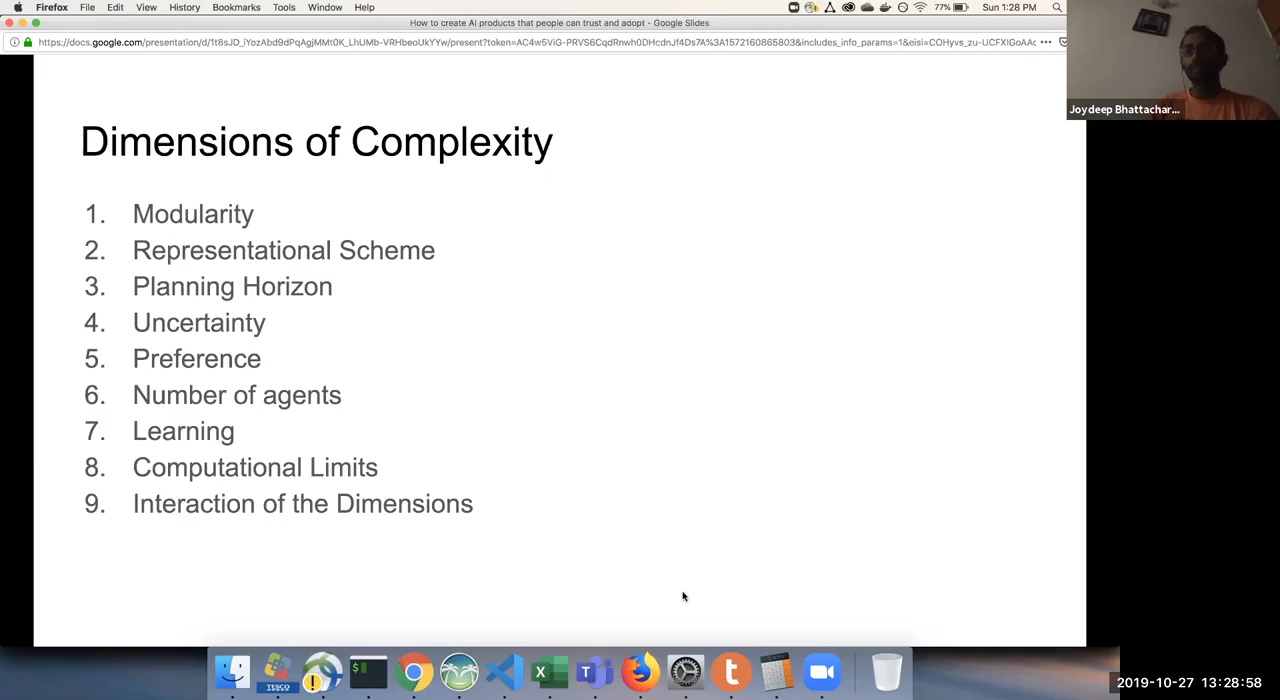 Firefox File Edit View History Bookmarks Tools Window Help 77% Sun 1:28 PM
How to create AI products that people can trust and adopt - Google Slides
Joydeep Bhattachar...
Dimensions of Complexity
1. Modularity
2. Representational Scheme
3. Planning Horizon
4. Uncertainty
5. Preference
6. Number of agents
7. Learning
8. Computational Limits
9. Interaction of the Dimensions
2019-10-27 13:28:58